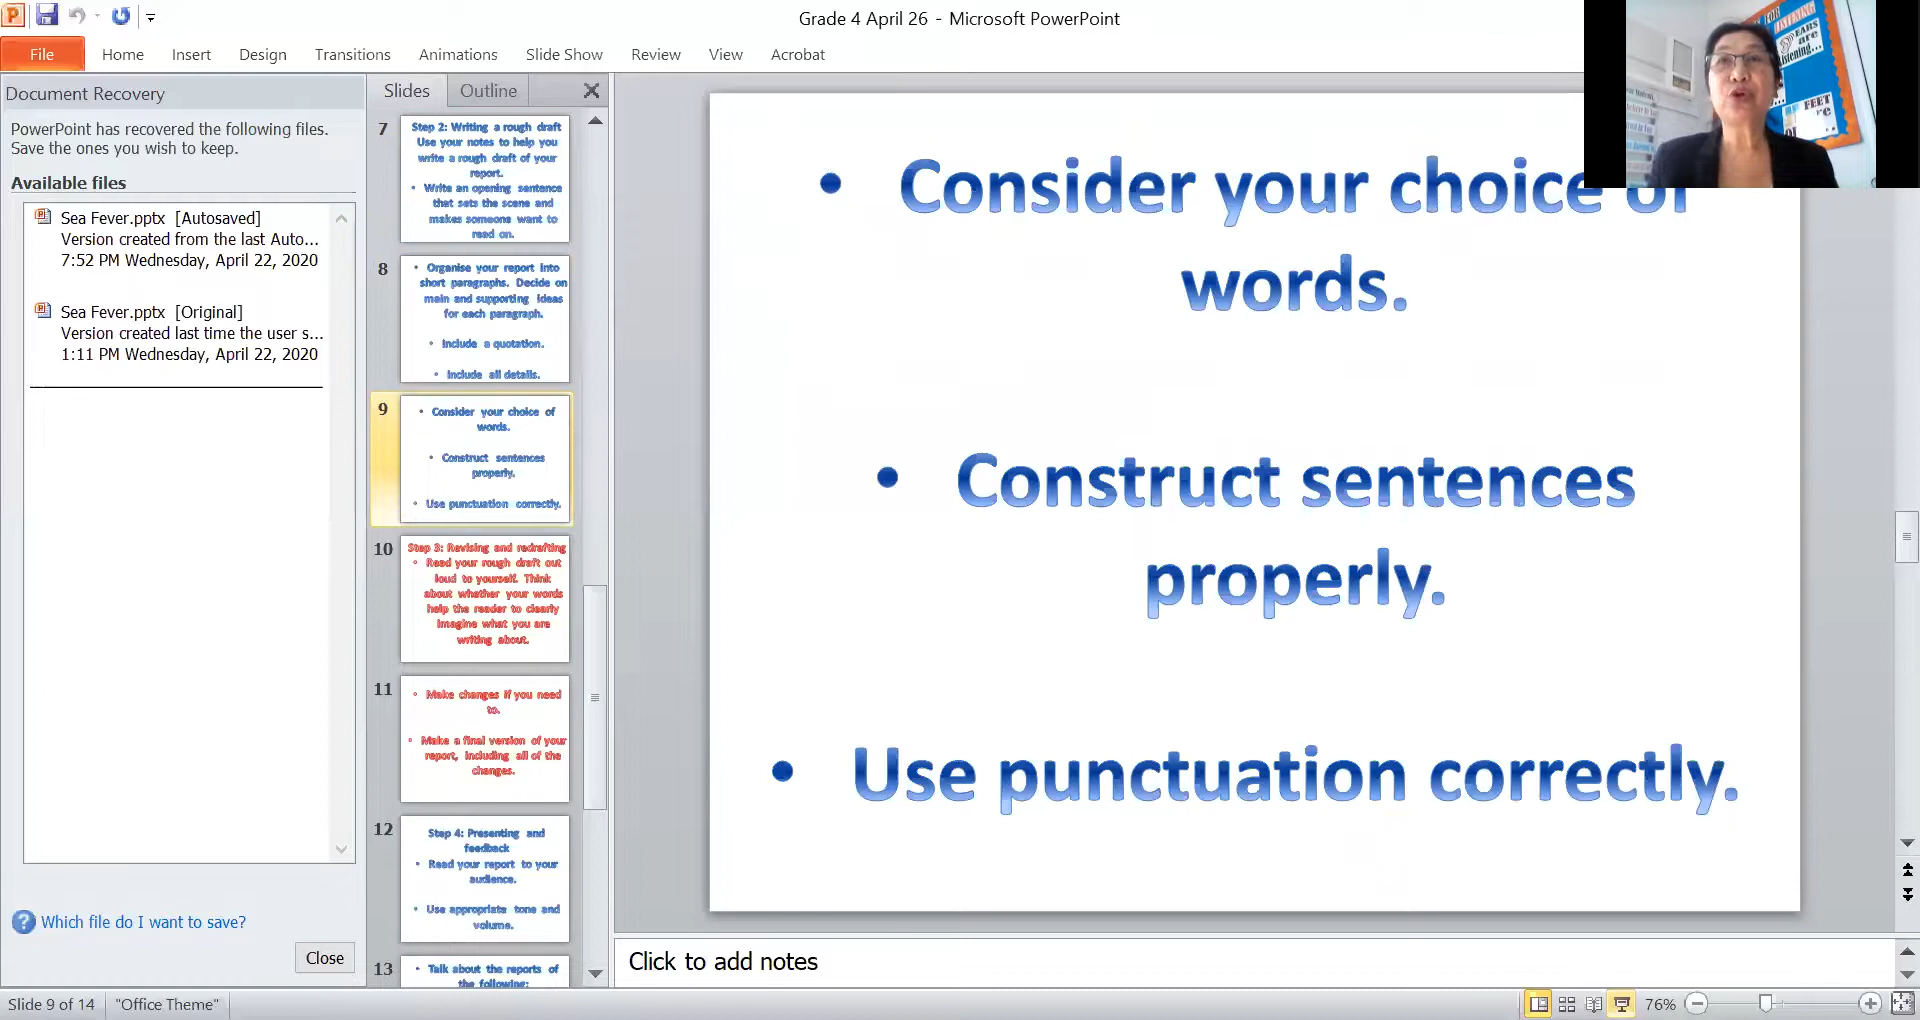 Grade 4 April 26 - Microsoft PowerPoint
File Home Insert Design Transitions Animations Slide Show Review View Acrobat
Document Recovery
PowerPoint has recovered the following files.
Save the ones you wish to keep.
Available files
Sea Fever.pptx [Autosaved]
Version created from the last Auto...
7:52 PM Wednesday, April 22, 2020
Sea Fever.pptx [Original]
Version created last time the user s...
1:11 PM Wednesday, April 22, 2020
Which file do I want to save?
Close
Slides Outline
7
Step 2: Writing a rough draft
Use your notes to help you
write a rough draft of your
report.
• Write an opening sentence
that sets the scene and
makes someone want to
read on.
8
• Organise your report into
short paragraphs. Decide on
main and supporting ideas
for each paragraph.
• Include a quotation.
• Include all details.
9
• Consider your choice of
words.
• Construct sentences
properly.
• Use punctuation correctly.
10
Step 3: Revising and redrafting
• Read your rough draft out
loud to yourself. Think
about whether your words
help the reader to clearly
imagine what you are
writing about.
11
• Make changes if you need
to.
• Make a final version of your
report, including all of the
changes.
12
Step 4: Presenting and
feedback
• Read your report to your
audience.
• Use appropriate tone and
volume.
13
• Talk about the reports of
the following:
• Consider your choice of
words.
• Construct sentences
properly.
• Use punctuation correctly.
FOR
LISTENING
EARS
are
listening...
FEET
Click to add notes
Slide 9 of 14 "Office Theme" 76%